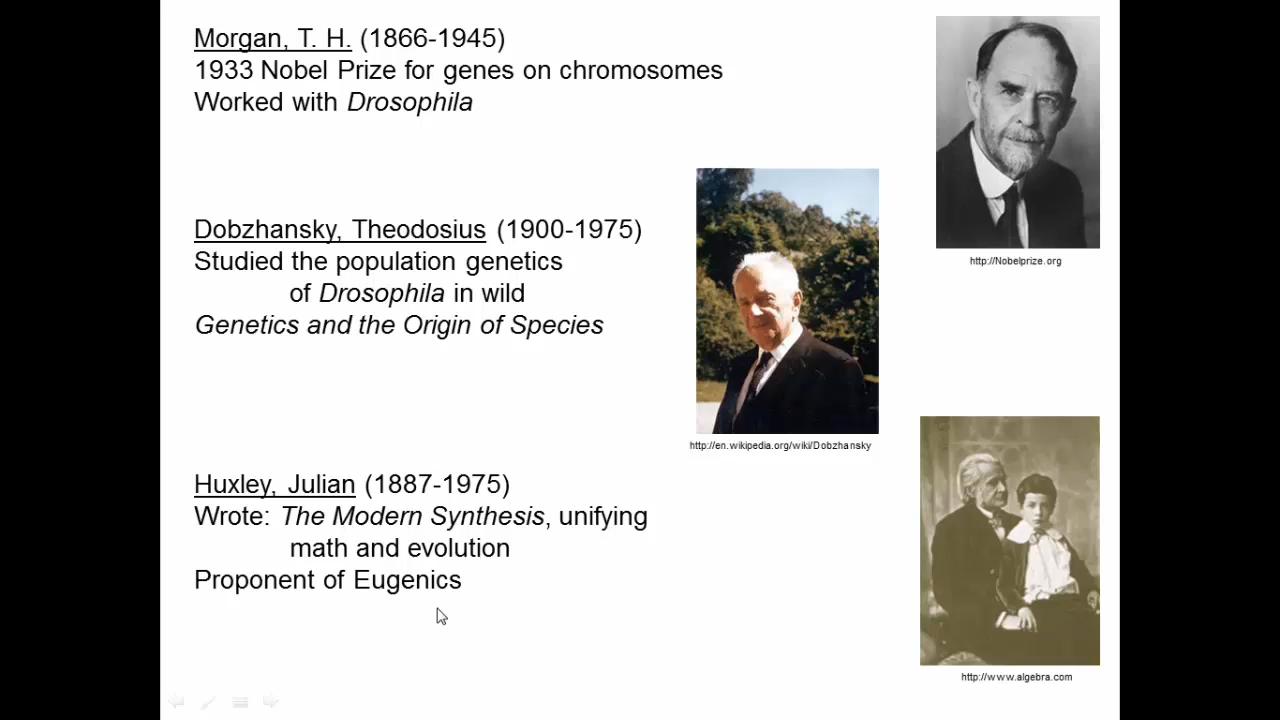 Morgan, T. H. (1866-1945)
1933 Nobel Prize for genes on chromosomes
Worked with Drosophila
http://Nobelprize.org
Dobzhansky, Theodosius (1900-1975)
Studied the population genetics
of Drosophila in wild
Genetics and the Origin of Species
http://en.wikipedia.org/wiki/Dobzhansky
Huxley, Julian (1887-1975)
Wrote: The Modern Synthesis, unifying
math and evolution
Proponent of Eugenics
http://www.algebra.com